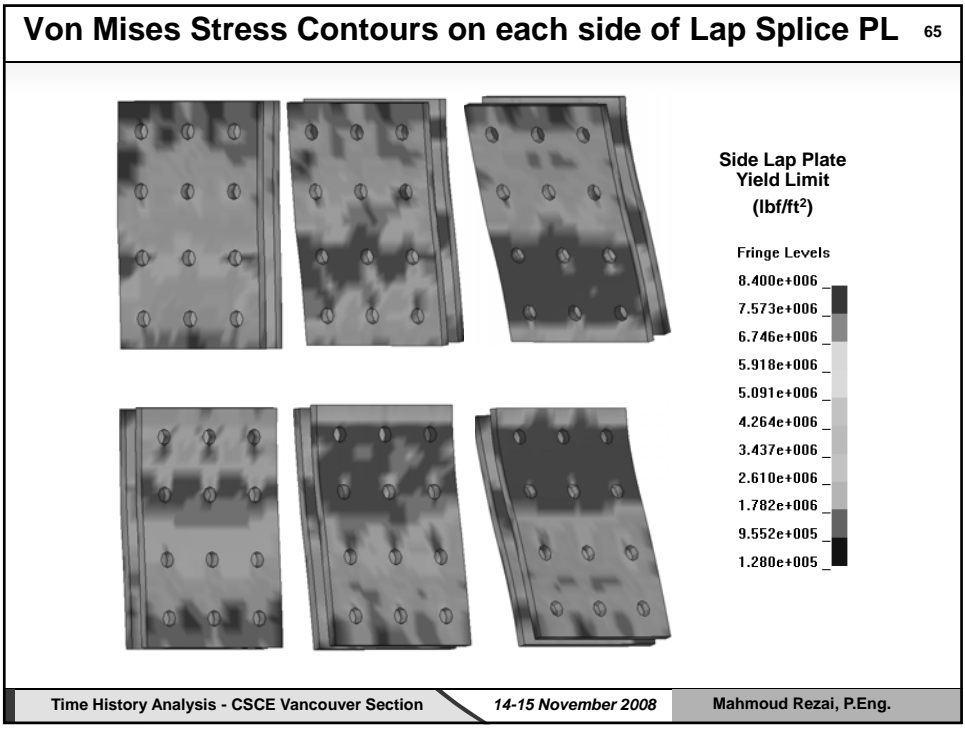 Von Mises Stress Contours on each side of Lap Splice PL 65
Side Lap Plate
Yield Limit
(lbf/ft²)
Fringe Levels
8.400e+006
7.573e+006
6.746e+006
5.918e+006
5.091e+006
4.264e+006
3.437e+006
2.610e+006
1.782e+006
9.552e+005
1.280e+005
Time History Analysis - CSCE Vancouver Section 14-15 November 2008 Mahmoud Rezai, P.Eng.